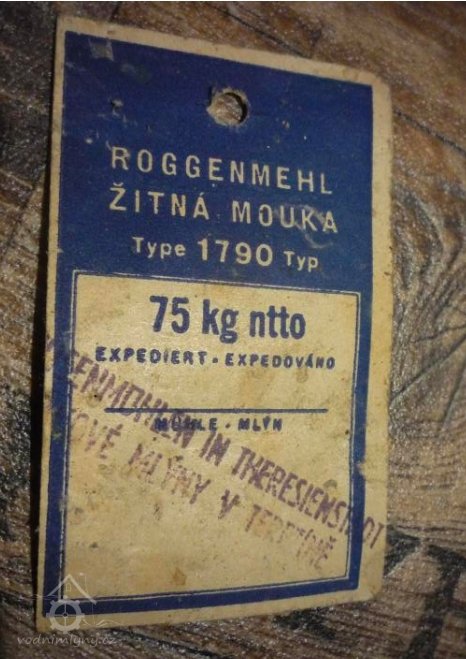 ROGGENMEHL
ŽITNÁ MOUKA
Type 1790 Typ
75 kg ntto
EXPEDIERT - EXPEDOVÁNO
MÜHLE - MLÝN
IN THERESIENSTADT
MLÝNY V TEREZÍNĚ
vodnimlyny.cz